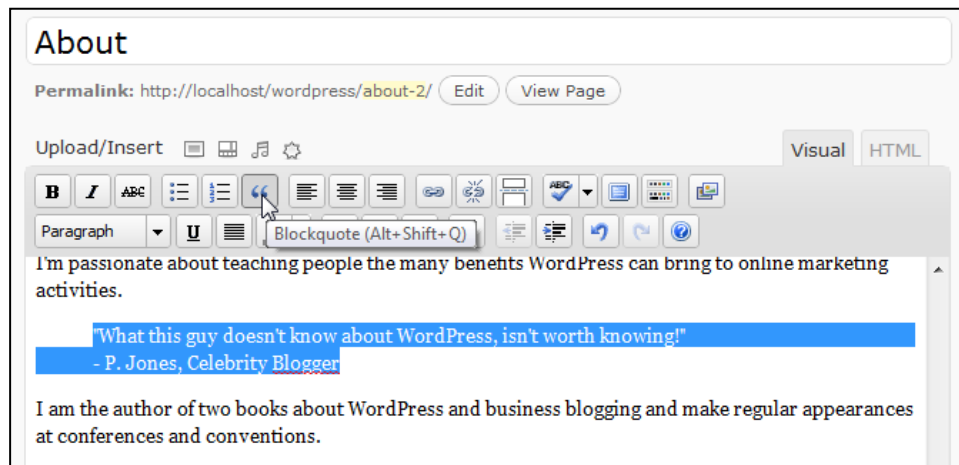 About
Permalink: http://localhost/wordpress/about-2/ Edit View Page
Upload/Insert Visual HTML
B I ABC ABC
Paragraph U Blockquote (Alt+Shift+Q)
I'm passionate about teaching people the many benefits WordPress can bring to online marketing
activities.
"What this guy doesn't know about WordPress, isn't worth knowing!"
- P. Jones, Celebrity Blogger
I am the author of two books about WordPress and business blogging and make regular appearances
at conferences and conventions.